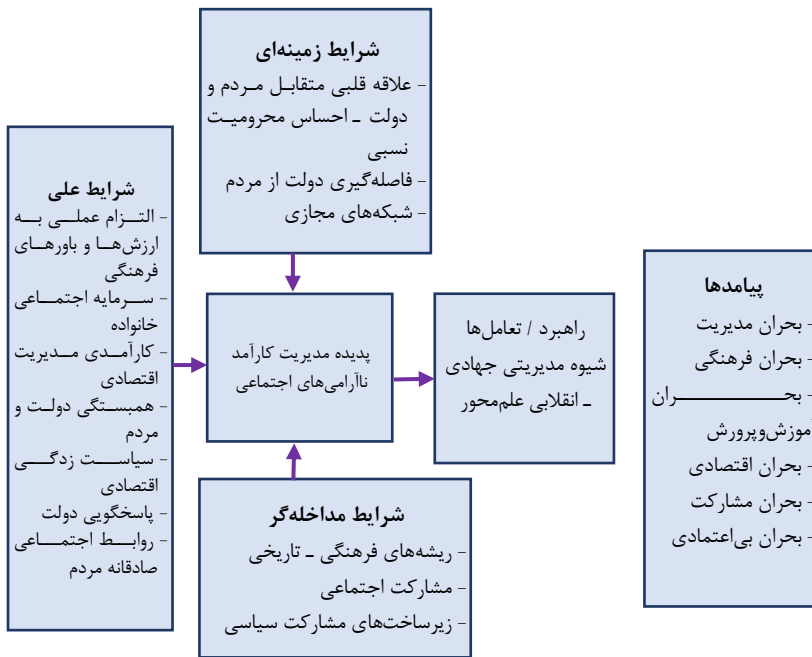 شرایط زمینه‌ای
- علاقه قلبی متقابل مردم و
دولت ـ احساس محرومیت
نسبی
- فاصله‌گیری دولت از مردم
- شبکه‌های مجازی
شرایط علی
- التزام عملی به
ارزش‌ها و باورهای
فرهنگی
- سرمایه اجتماعی
خانواده
- کارآمدی مدیریت
اقتصادی
- همبستگی دولت و
مردم
- سیاست زدگی
اقتصادی
- پاسخگویی دولت
- روابط اجتماعی
صادقانه مردم
پدیده مدیریت کارآمد
ناآرامی‌های اجتماعی
راهبرد / تعامل‌ها
شیوه مدیریتی جهادی
ـ انقلابی علم‌محور
شرایط مداخله‌گر
- ریشه‌های فرهنگی ـ تاریخی
- مشارکت اجتماعی
- زیرساخت‌های مشارکت سیاسی
پیامدها
- بحران مدیریت
- بحران فرهنگی
- بحران
موزش‌وپرورش
- بحران اقتصادی
- بحران مشارکت
- بحران بی‌اعتمادی